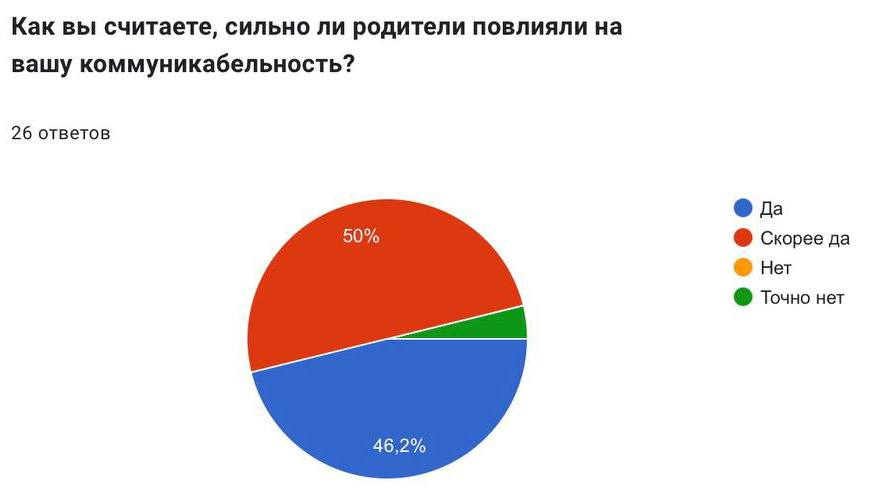 Как вы считаете, сильно ли родители повлияли на
вашу коммуникабельность?
26 ответов
50%
46,2%
Да
Скорее да
Нет
Точно нет